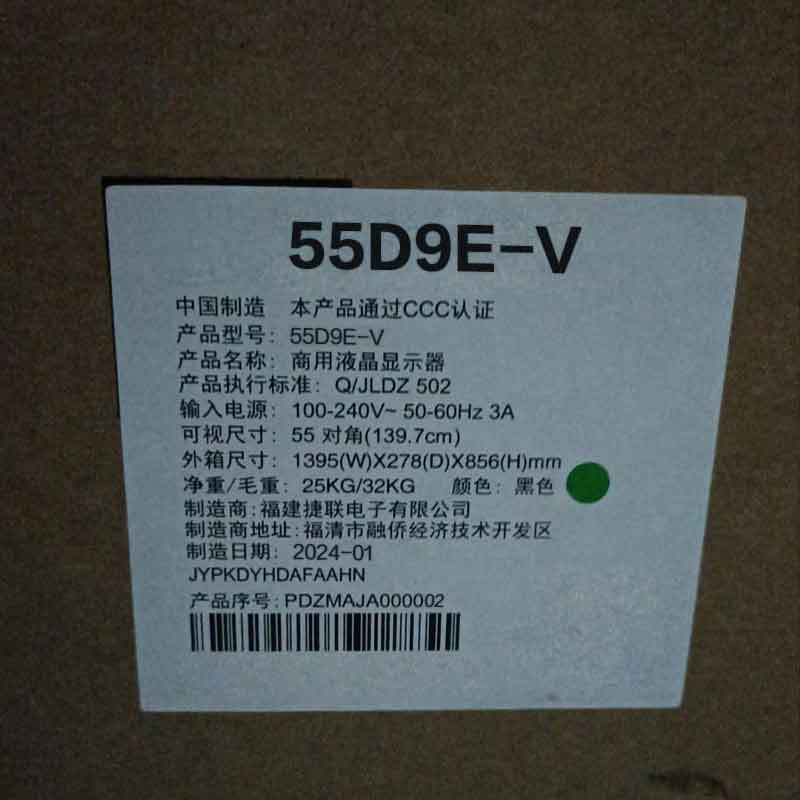 55D9E-V
中国制造 本产品通过CCC认证
产品型号: 55D9E-V
产品名称: 商用液晶显示器
产品执行标准: Q/JLDZ 502
输入电源: 100-240V~ 50-60Hz 3A
可视尺寸: 55 对角(139.7cm)
外箱尺寸: 1395(W)X278(D)X856(H)mm
净重/毛重: 25KG/32KG 颜色: 黑色
制造商: 福建捷联电子有限公司
制造商地址: 福清市融侨经济技术开发区
制造日期: 2024-01
JYPKDYHDAFAAHN
产品序号: PDZMAJA000002